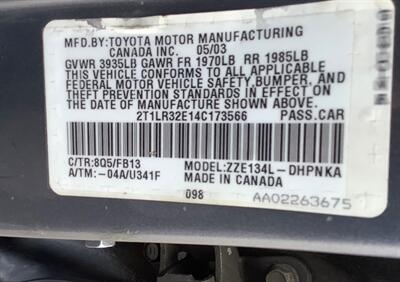 MFD.BY:TOYOTA MOTOR MANUFACTURING
CANADA INC. 05/03
GVWR 3935LB GAWR FR 1970LB RR 1985LB
THIS VEHICLE CONFORMS TO ALL APPLICABLE
FEDERAL MOTOR VEHICLE SAFETY, BUMPER, AND
THEFT PREVENTION STANDARDS IN EFFECT ON
THE DATE OF MANUFACTURE SHOWN ABOVE.
2T1LR32E14C173566 PASS.CAR
C/TR:8Q5/FB13 MODEL:ZZE134L-DHPNKA
A/TM:-04A/U341F MADE IN CANADA
098 AA02263675